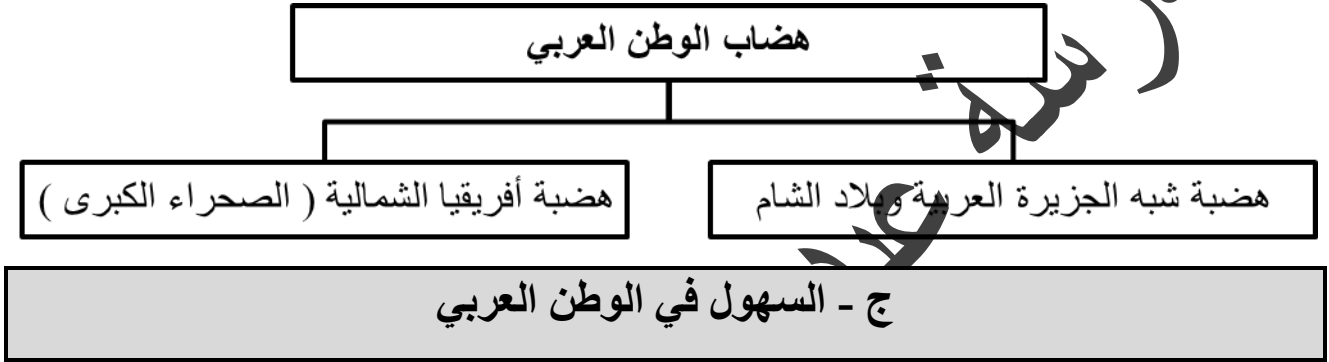 هضاب الوطن العربي
هضبة شبه الجزيرة العربية وبلاد الشام
هضبة أفريقيا الشمالية ( الصحراء الكبرى )
ج - السهول في الوطن العربي